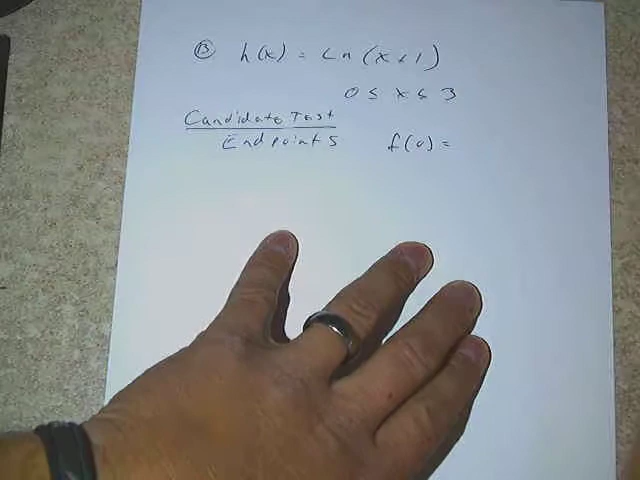 ⑬ h(x) = Ln (x+1)
0 ≤ x ≤ 3
Candidate Test
Endpoints f(0) =